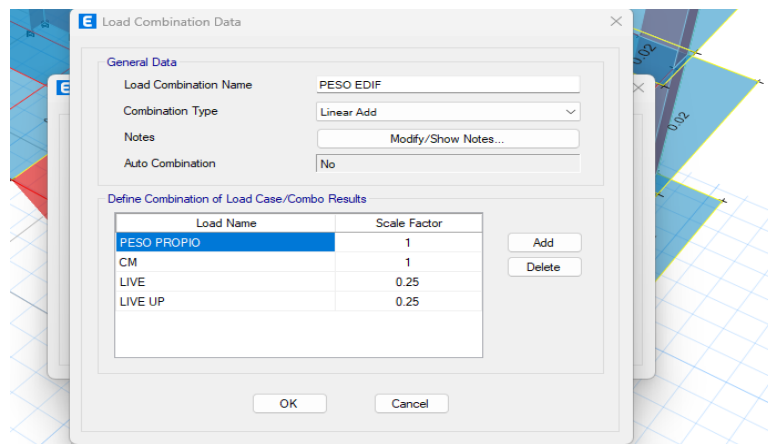 E Load Combination Data
0.02
General Data
Load Combination Name PESO EDIF
E
Combination Type Linear Add
0.02
Notes Modify/Show Notes...
Auto Combination No
Define Combination of Load Case/Combo Results
Load Name Scale Factor
PESO PROPIO 1 Add
CM 1 Delete
LIVE 0.25
LIVE UP 0.25
OK Cancel